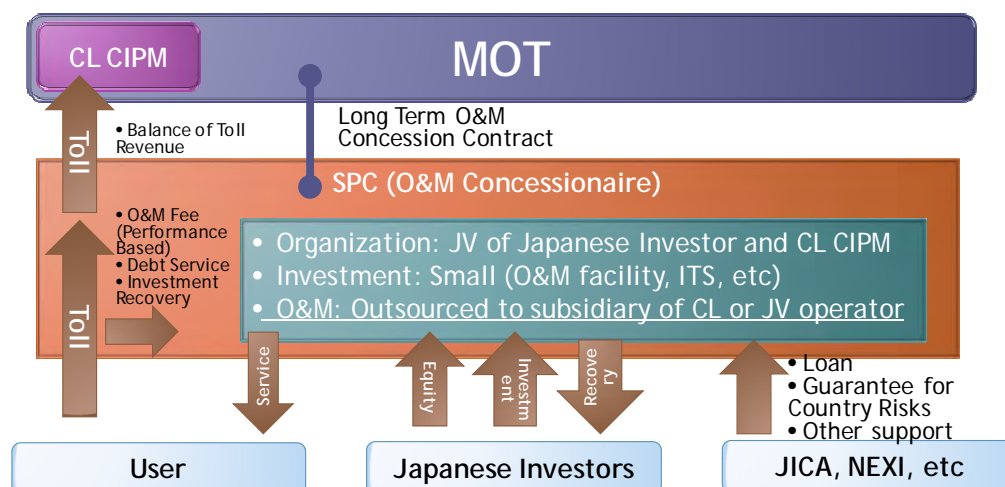 CL CIPM
MOT
Toll
• Balance of Toll
Revenue
Long Term O&M
Concession Contract
SPC (O&M Concessionaire)
Toll
• O&M Fee
(Performance
Based)
• Debt Service
• Investment
Recovery
• Organization: JV of Japanese Investor and CL CIPM
• Investment: Small (O&M facility, ITS, etc)
• O&M: Outsourced to subsidiary of CL or JV operator
Service
Equity
Investm
ent
Recove
ry
• Loan
• Guarantee for
Country Risks
• Other support
User
Japanese Investors
JICA, NEXI, etc